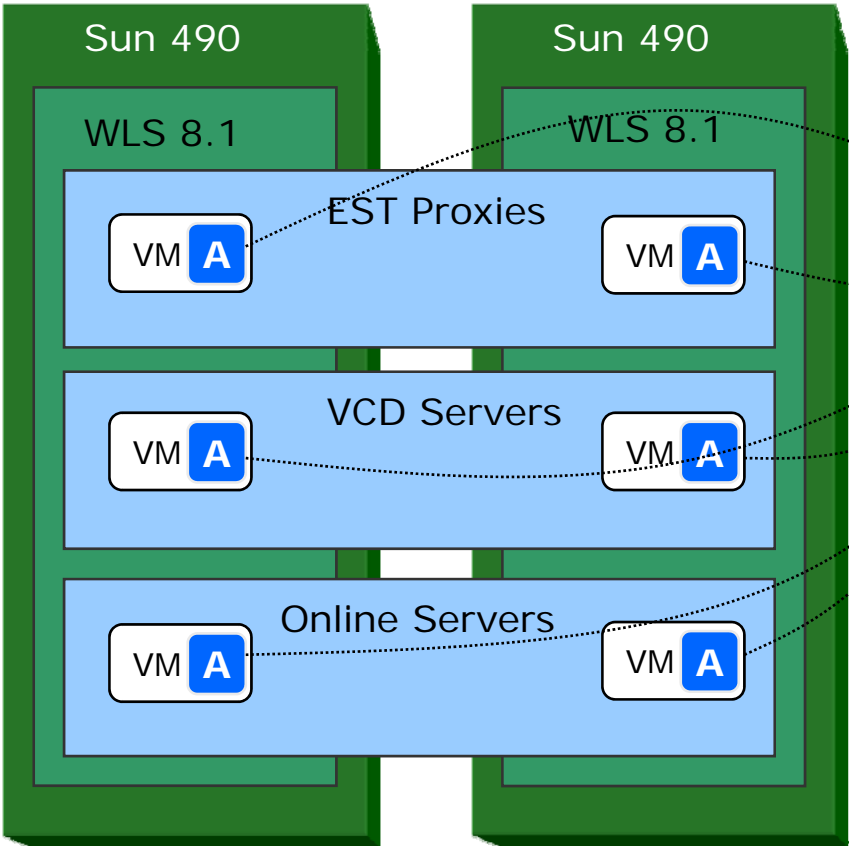 Sun 490
Sun 490
WLS 8.1
WLS 8.1
EST Proxies
VM A
VM A
VCD Servers
VM A
VM A
Online Servers
VM A
VM A